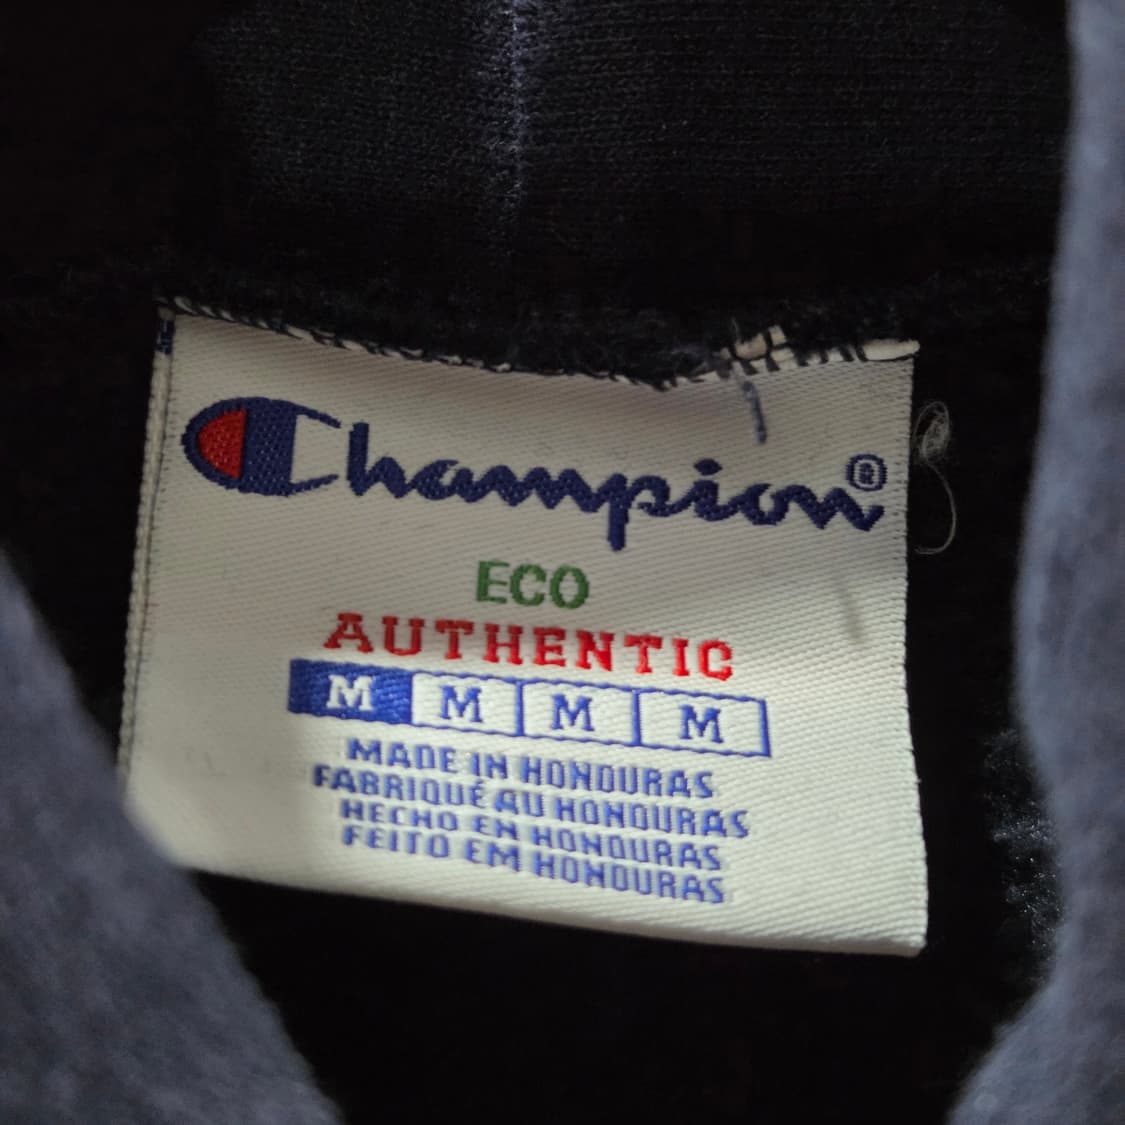 Champion®
ECO
AUTHENTIC
M M M M
MADE IN HONDURAS
FABRIQUÉ AU HONDURAS
HECHO EN HONDURAS
FEITO EM HONDURAS